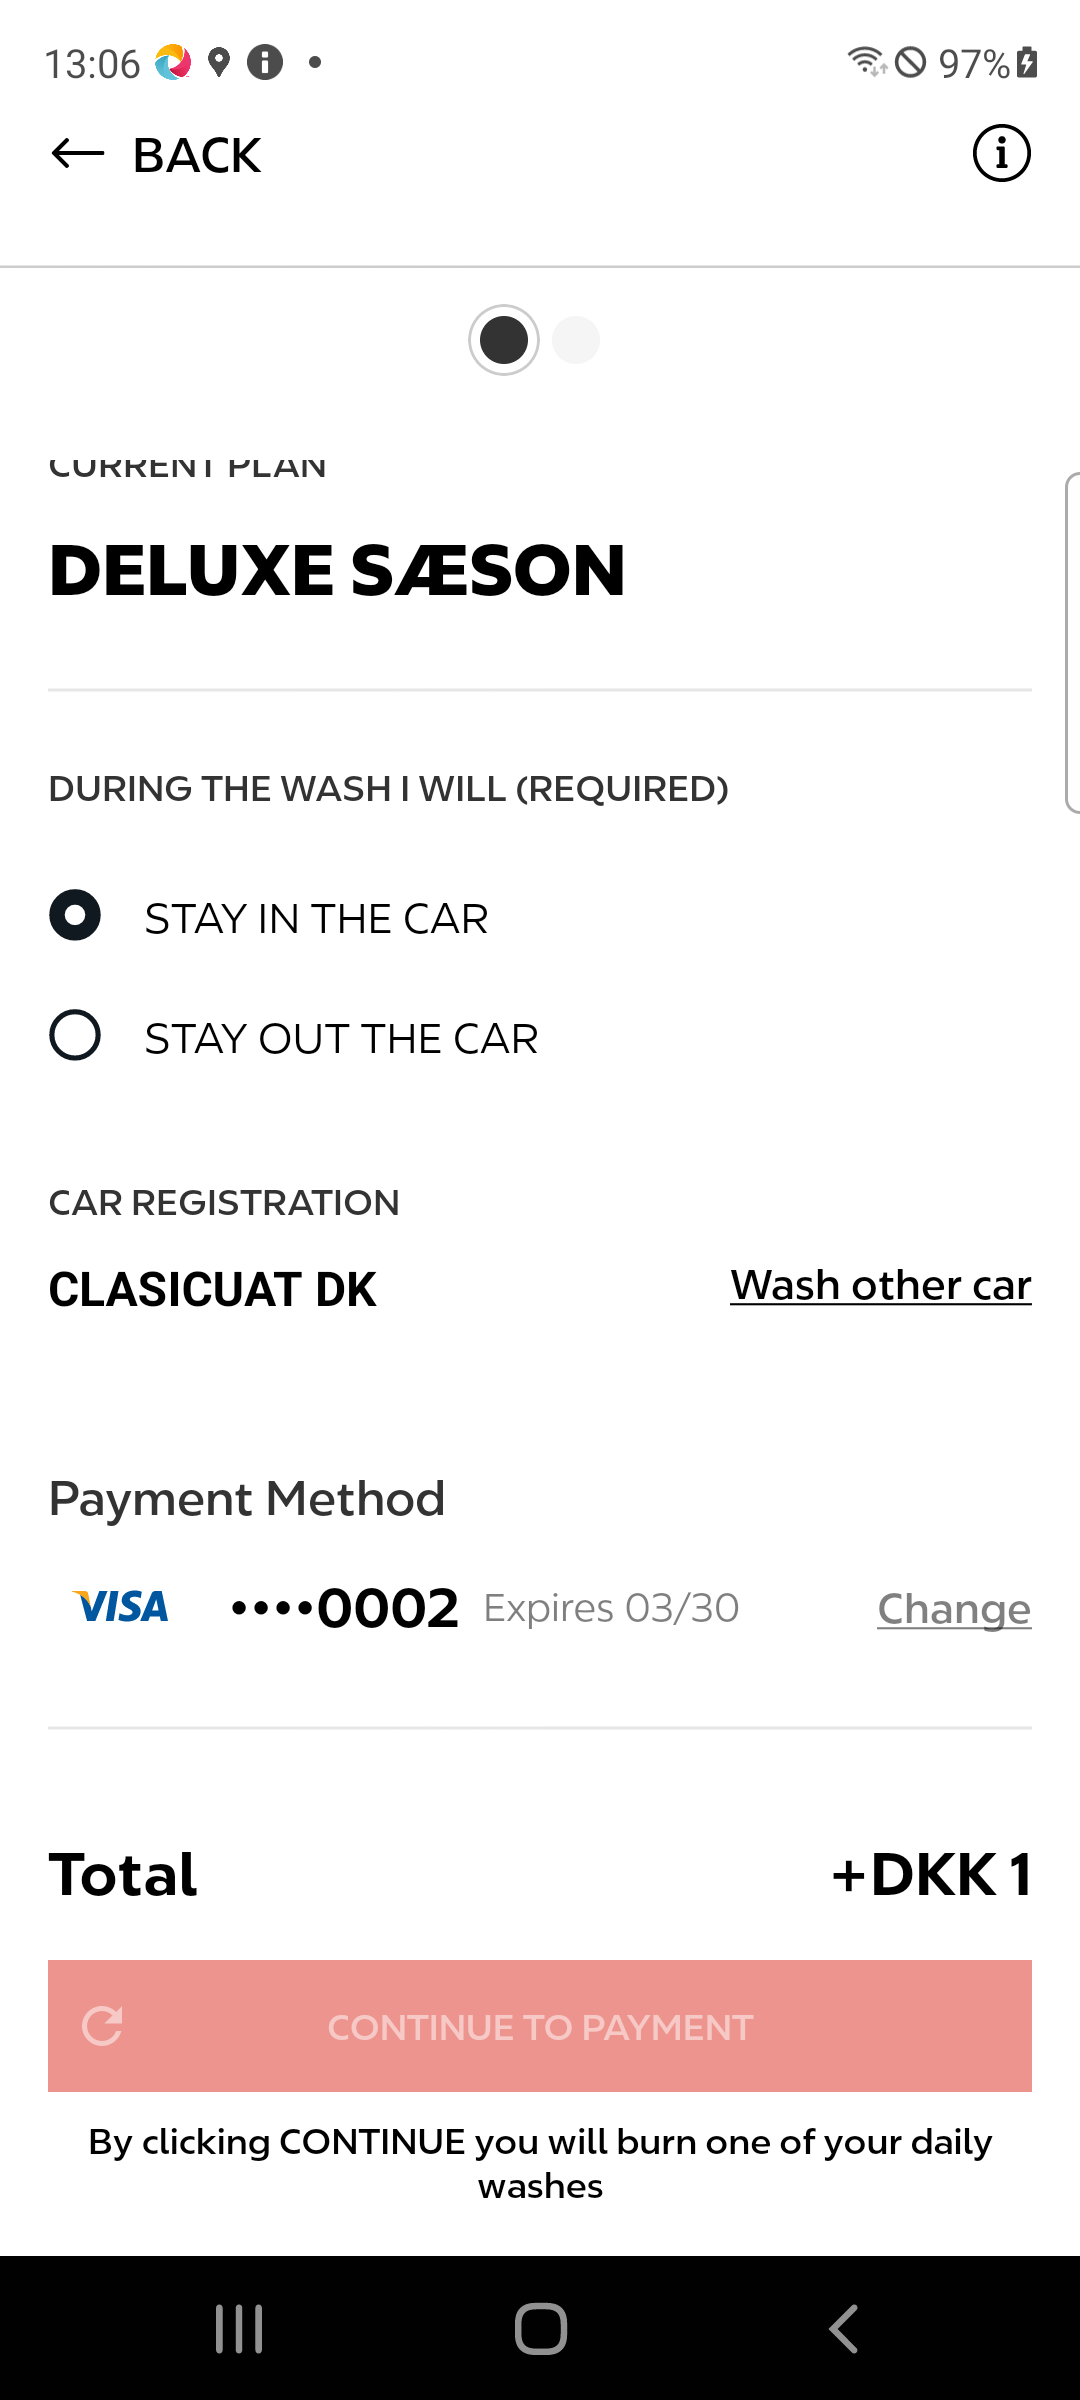 13:06
97%
BACK
CURRENT PLAN
DELUXE SÆSON
DURING THE WASH I WILL (REQUIRED)
STAY IN THE CAR
STAY OUT THE CAR
CAR REGISTRATION
CLASICUAT DK
Wash other car
Payment Method
VISA ••••0002 Expires 03/30 Change
Total +DKK 1
CONTINUE TO PAYMENT
By clicking CONTINUE you will burn one of your daily
washes